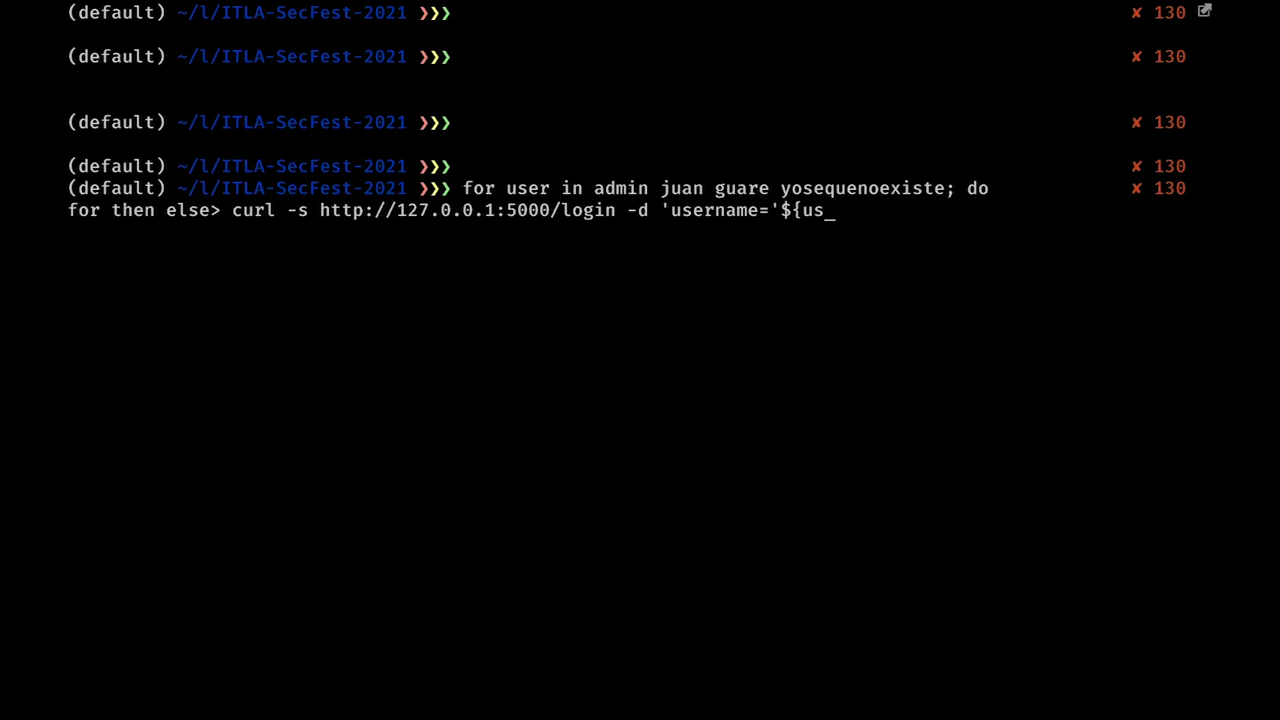 (default) ~/l/ITLA-SecFest-2021 ❯❯❯ ✘ 130
(default) ~/l/ITLA-SecFest-2021 ❯❯❯ ✘ 130
(default) ~/l/ITLA-SecFest-2021 ❯❯❯ ✘ 130
(default) ~/l/ITLA-SecFest-2021 ❯❯❯ ✘ 130
(default) ~/l/ITLA-SecFest-2021 ❯❯❯ for user in admin juan guare yosequenoexiste; do ✘ 130
for then else> curl -s http://127.0.0.1:5000/login -d 'username='${us_